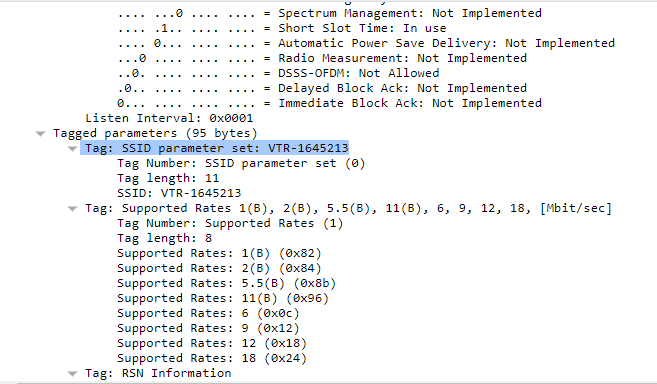 .... ...0 .... .... = Spectrum Management: Not Implemented
.... .1.. .... .... = Short Slot Time: In use
.... 0... .... .... = Automatic Power Save Delivery: Not Implemented
...0 .... .... .... = Radio Measurement: Not Implemented
..0. .... .... .... = DSSS-OFDM: Not Allowed
.0.. .... .... .... = Delayed Block Ack: Not Implemented
0... .... .... .... = Immediate Block Ack: Not Implemented
Listen Interval: 0x0001
Tagged parameters (95 bytes)
Tag: SSID parameter set: VTR-1645213
Tag Number: SSID parameter set (0)
Tag length: 11
SSID: VTR-1645213
Tag: Supported Rates 1(B), 2(B), 5.5(B), 11(B), 6, 9, 12, 18, [Mbit/sec]
Tag Number: Supported Rates (1)
Tag length: 8
Supported Rates: 1(B) (0x82)
Supported Rates: 2(B) (0x84)
Supported Rates: 5.5(B) (0x8b)
Supported Rates: 11(B) (0x96)
Supported Rates: 6 (0x0c)
Supported Rates: 9 (0x12)
Supported Rates: 12 (0x18)
Supported Rates: 18 (0x24)
Tag: RSN Information